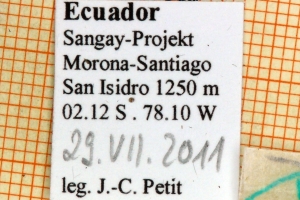 Ecuador
Sangay-Projekt
Morona-Santiago
San Isidro 1250 m
02.12 S . 78.10 W
29.VII.2011
leg. J.-C. Petit